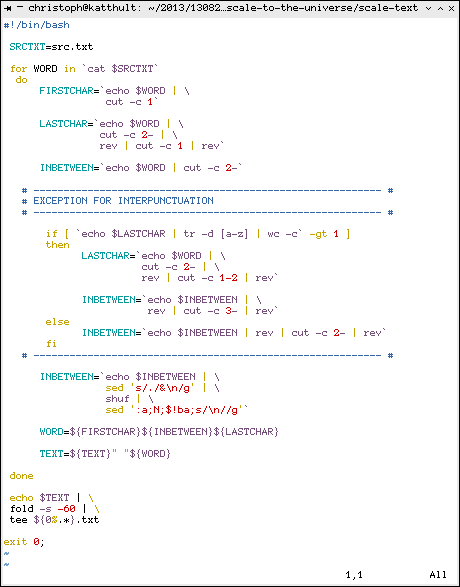 christoph@katthult: ~/2013/13082...scale-to-the-universe/scale-text
#!/bin/bash
SRCTXT=src.txt
for WORD in `cat $SRCTXT`
do
FIRSTCHAR=`echo $WORD | \
cut -c 1`
LASTCHAR=`echo $WORD | \
cut -c 2- | \
rev | cut -c 1 | rev`
INBETWEEN=`echo $WORD | cut -c 2-`
# ---------------------------------------------------------- #
# EXCEPTION FOR INTERPUNCTUATION
# ---------------------------------------------------------- #
if [ `echo $LASTCHAR | tr -d [a-z] | wc -c` -gt 1 ]
then
LASTCHAR=`echo $WORD | \
cut -c 2- | \
rev | cut -c 1-2 | rev`
INBETWEEN=`echo $INBETWEEN | \
rev | cut -c 3- | rev`
else
INBETWEEN=`echo $INBETWEEN | rev | cut -c 2- | rev`
fi
# ---------------------------------------------------------- #
INBETWEEN=`echo $INBETWEEN | \
sed 's/./&\n/g' | \
shuf | \
sed ':a;N;$!ba;s/\n//g'`
WORD=${FIRSTCHAR}${INBETWEEN}${LASTCHAR}
TEXT=${TEXT}" "${WORD}
done
echo $TEXT | \
fold -s -60 | \
tee ${0%.*}.txt
exit 0;
~
~
1,1 All